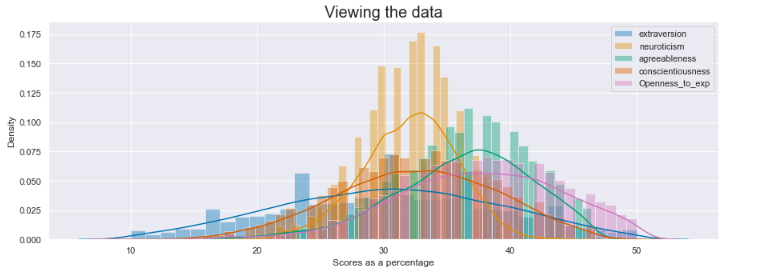 Viewing the data
0.175
0.150
0.125
0.100
0.075
0.050
0.025
0.000
Density
extraversion
neuroticism
agreeableness
conscientiousness
Openness_to_exp
10 20 30 40 50
Scores as a percentage